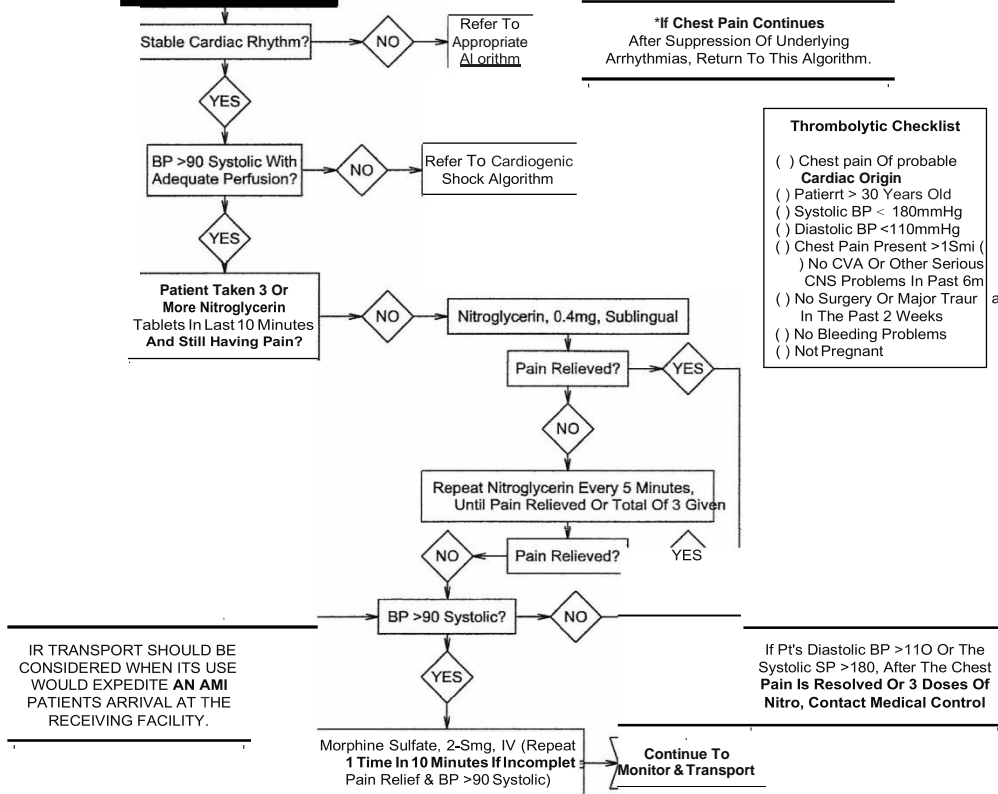 Stable Cardiac Rhythm?
NO
Refer To
Appropriate
Al orithm
*If Chest Pain Continues
After Suppression Of Underlying
Arrhythmias, Return To This Algorithm.
YES
BP >90 Systolic With
Adequate Perfusion?
NO
Refer To Cardiogenic
Shock Algorithm
YES
Thrombolytic Checklist
( ) Chest pain Of probable
Cardiac Origin
( ) Patierrt > 30 Years Old
( ) Systolic BP < 180mmHg
( ) Diastolic BP <110mmHg
( ) Chest Pain Present >1Smi (
) No CVA Or Other Serious
CNS Problems In Past 6m
( ) No Surgery Or Major Traur a
In The Past 2 Weeks
( ) No Bleeding Problems
( ) Not Pregnant
Patient Taken 3 Or
More Nitroglycerin
Tablets In Last 10 Minutes
And Still Having Pain?
NO
Nitroglycerin, 0.4mg, Sublingual
Pain Relieved?
YES
NO
Repeat Nitroglycerin Every 5 Minutes,
Until Pain Relieved Or Total Of 3 Given
NO
Pain Relieved?
YES
BP >90 Systolic?
NO
YES
IR TRANSPORT SHOULD BE
CONSIDERED WHEN ITS USE
WOULD EXPEDITE AN AMI
PATIENTS ARRIVAL AT THE
RECEIVING FACILITY.
If Pt's Diastolic BP >11O Or The
Systolic SP >180, After The Chest
Pain Is Resolved Or 3 Doses Of
Nitro, Contact Medical Control
Morphine Sulfate, 2-Smg, IV (Repeat
1 Time In 10 Minutes If Incomplet
Pain Relief & BP >90 Systolic)
Continue To
Monitor & Transport